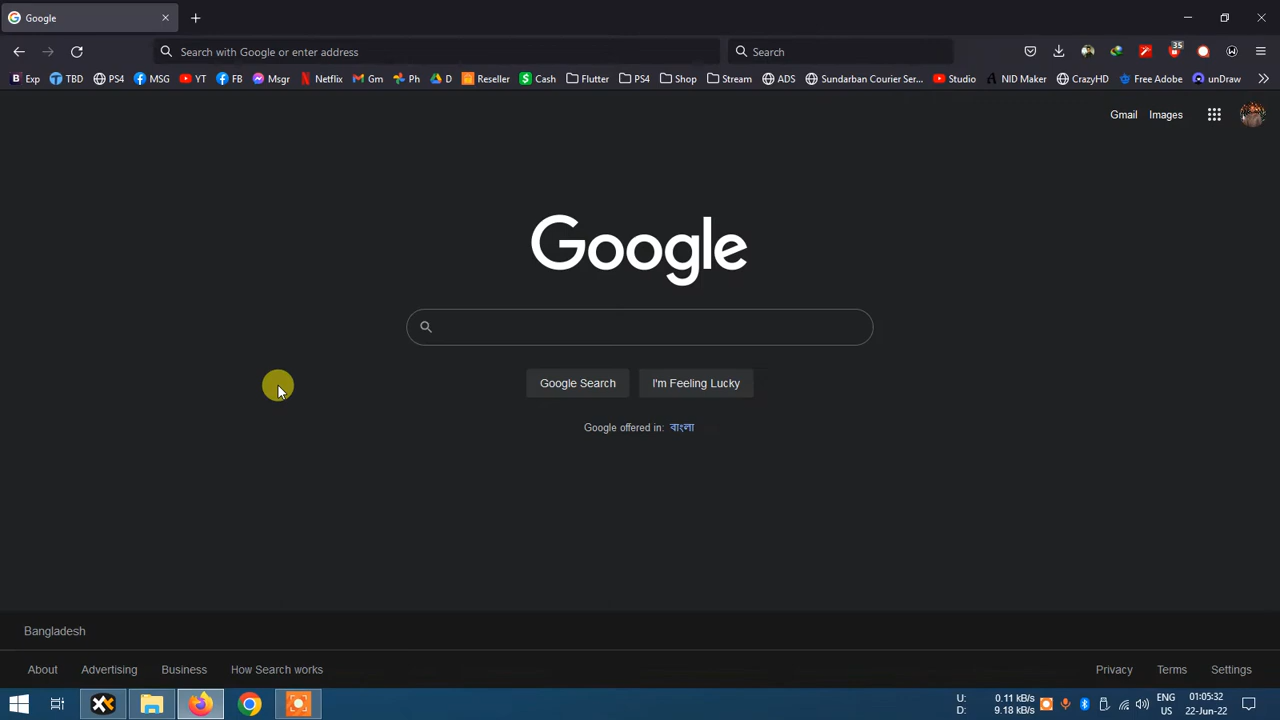 Google
Search with Google or enter address
Search
35
Exp TBD PS4 MSG YT FB Msgr Netflix Gm Ph D Reseller Cash Flutter PS4 Shop Stream ADS Sundarban Courier Ser... Studio NID Maker CrazyHD Free Adobe unDraw
Gmail Images
Google
Google Search I'm Feeling Lucky
Google offered in: বাংলা
Bangladesh
About Advertising Business How Search works Privacy Terms Settings
U: 0.11 kB/s
D: 9.18 kB/s
ENG
US
01:05:32
22-Jun-22